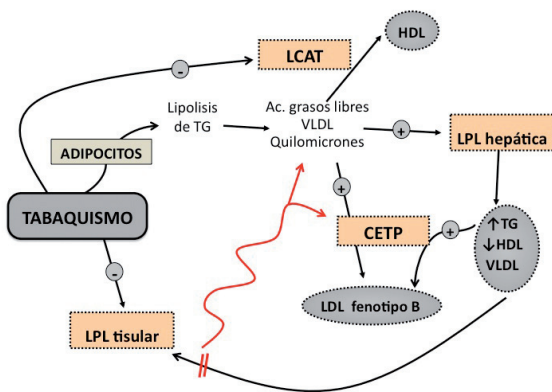 HDL
LCAT
-
Lipolisis
de TG
Ac. grasos libres
VLDL
Quilomicrones
+
LPL hepática
ADIPOCITOS
TABAQUISMO
+
CETP
+
↑TG
↓HDL
VLDL
-
LDL fenotipo B
LPL tisular